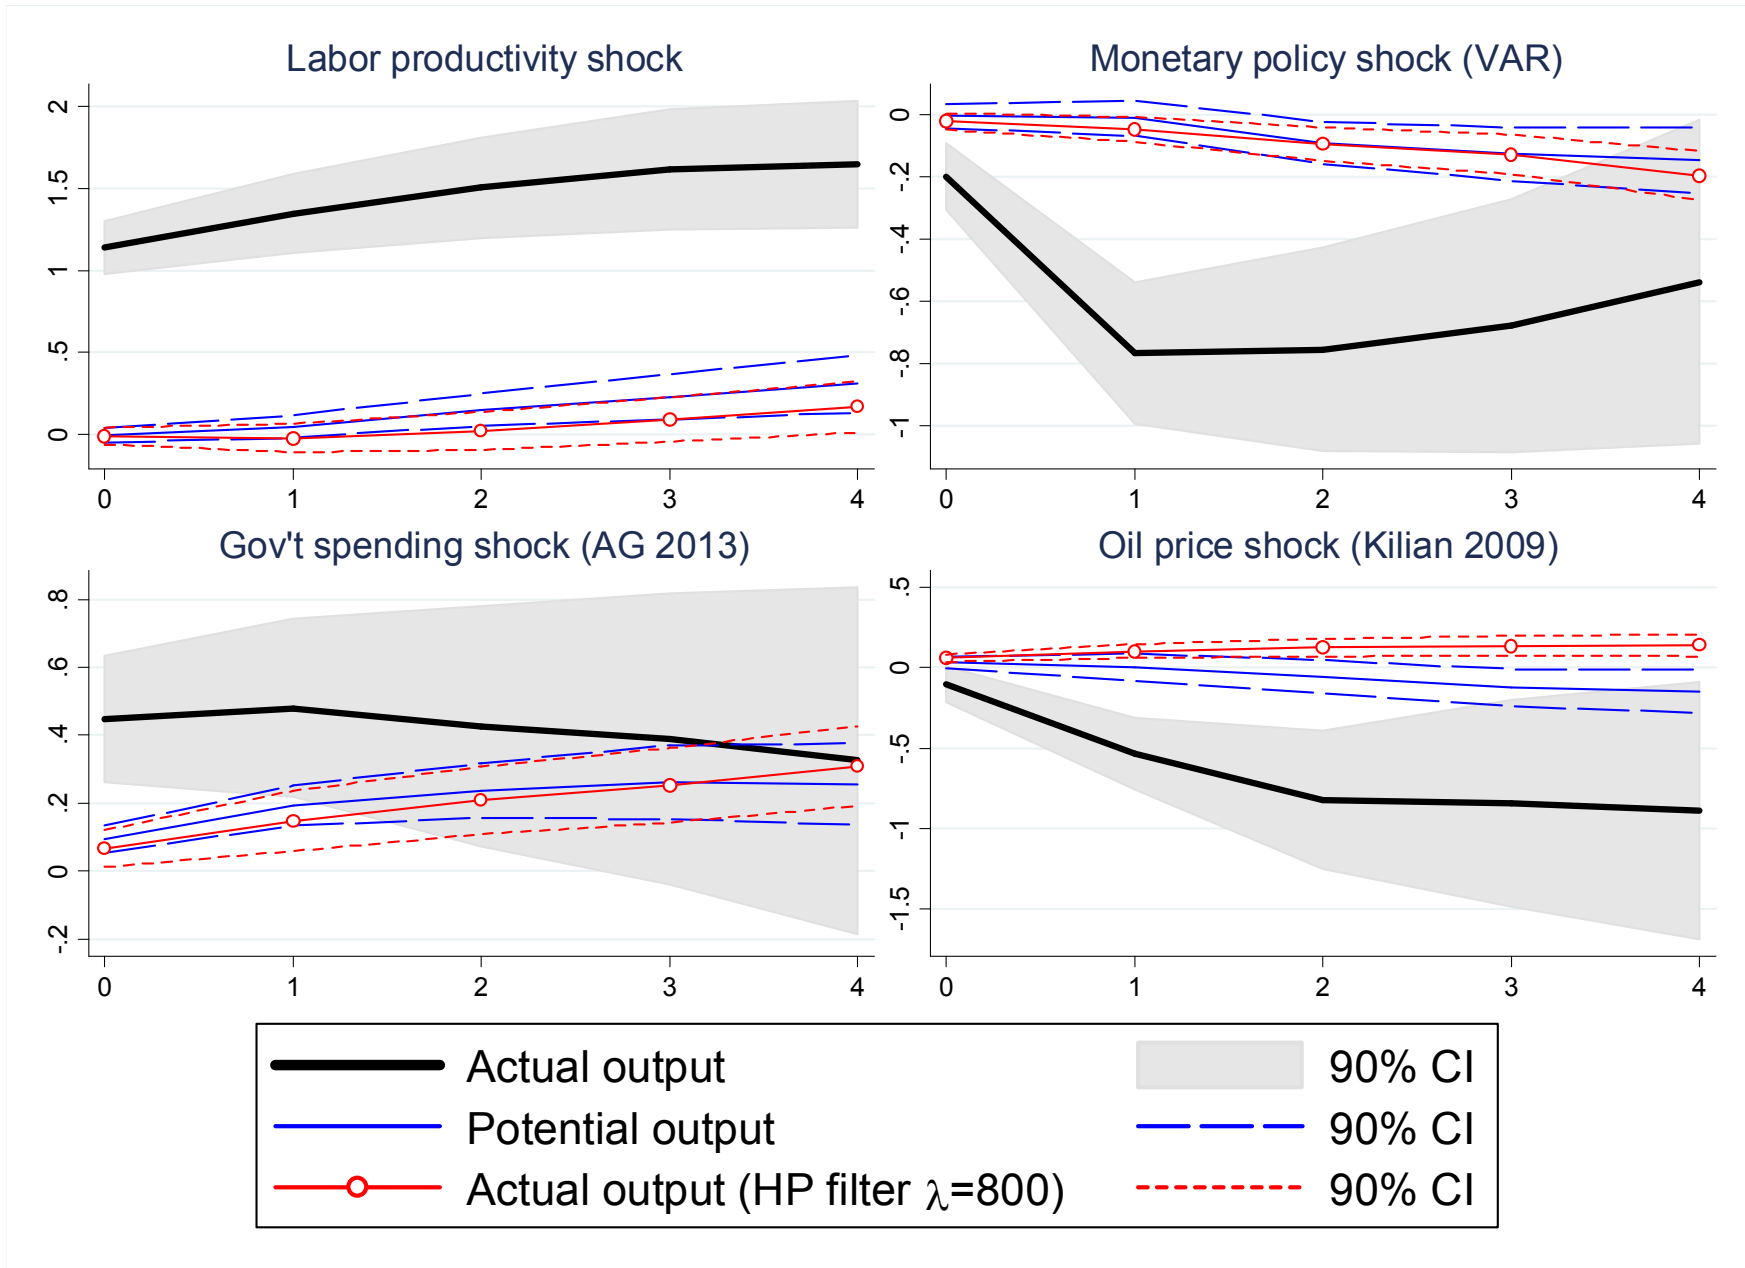 Labor productivity shock
2
1.5
1
.5
0
0 1 2 3 4
Monetary policy shock (VAR)
0
-.2
-.4
-.6
-.8
-1
0 1 2 3 4
Gov't spending shock (AG 2013)
.8
.6
.4
.2
0
-.2
0 1 2 3 4
Oil price shock (Kilian 2009)
.5
0
-.5
-1
-1.5
0 1 2 3 4
Actual output 90% CI
Potential output 90% CI
Actual output (HP filter λ=800) 90% CI